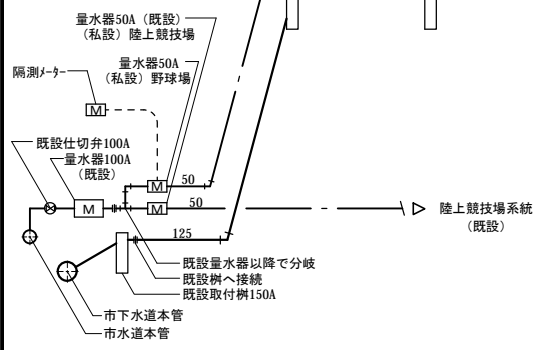 量水器50A（既設）
（私設）陸上競技場
量水器50A
（私設）野球場
隔測メーター
M
既設仕切弁100A
量水器100A
（既設）
M
50
M
M
50
陸上競技場系統
（既設）
125
既設量水器以降で分岐
既設桝へ接続
既設取付桝150A
市下水道本管
市水道本管